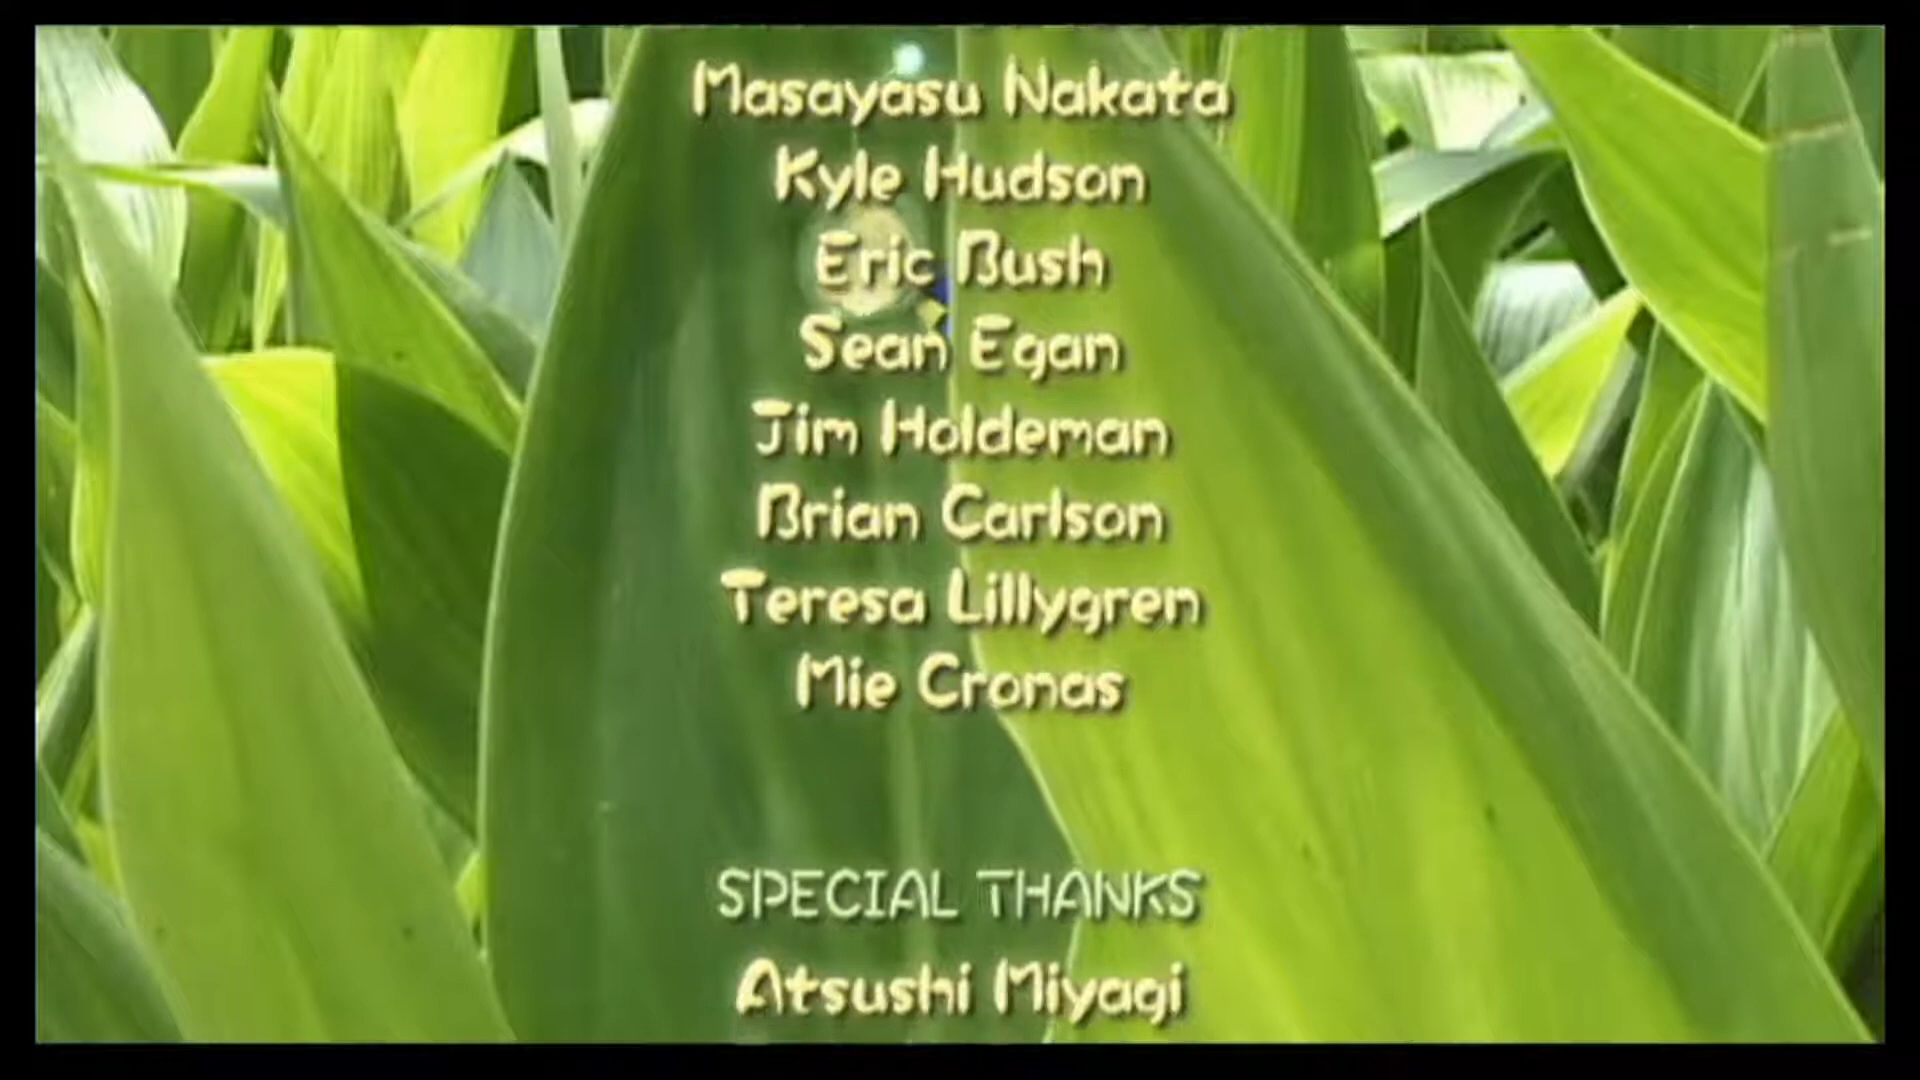 Masayasu Nakata
Kyle Hudson
Eric Bush
Sean Egan
Jim Holdeman
Brian Carlson
Teresa Lillygren
Mie Cronas
SPECIAL THANKS
Atsushi Miyagi